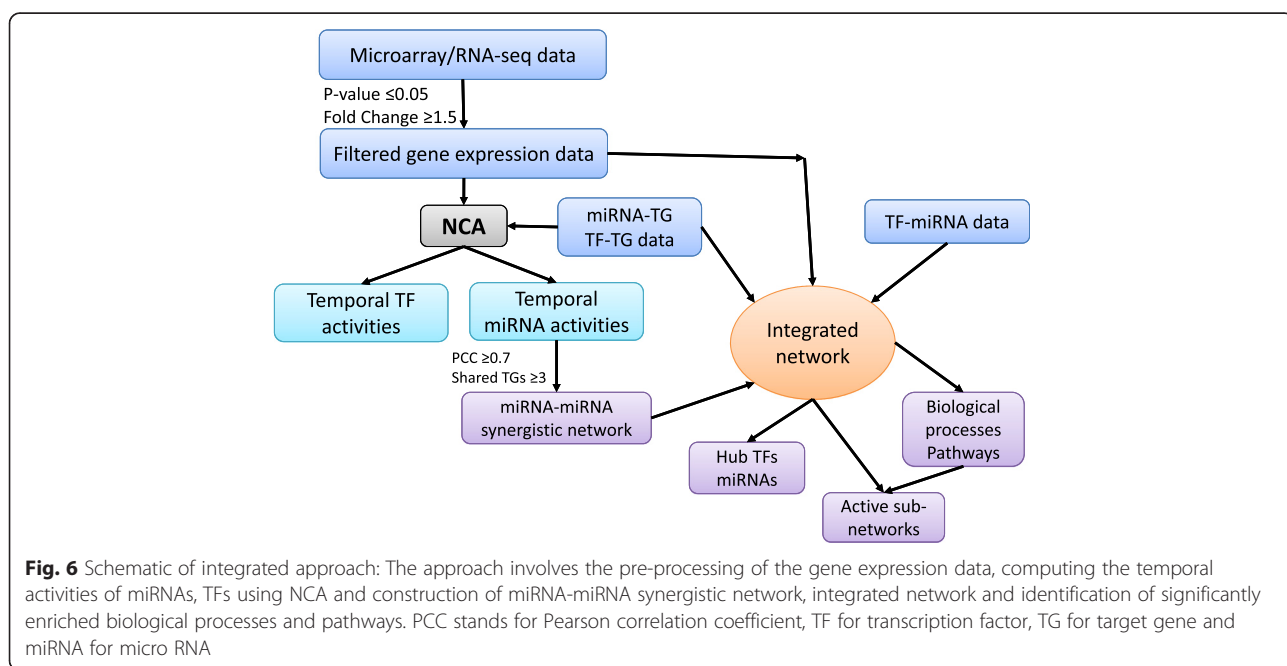 Microarray/RNA-seq data
P-value ≤0.05
Fold Change ≥1.5
Filtered gene expression data
NCA
miRNA-TG
TF-TG data
TF-miRNA data
Temporal TF
activities
Temporal
miRNA activities
Integrated
network
PCC ≥0.7
Shared TGs ≥3
miRNA-miRNA
synergistic network
Biological
processes
Pathways
Hub TFs
miRNAs
Active sub-
networks
Fig. 6 Schematic of integrated approach: The approach involves the pre-processing of the gene expression data, computing the temporal
activities of miRNAs, TFs using NCA and construction of miRNA-miRNA synergistic network, integrated network and identification of significantly
enriched biological processes and pathways. PCC stands for Pearson correlation coefficient, TF for transcription factor, TG for target gene and
miRNA for micro RNA